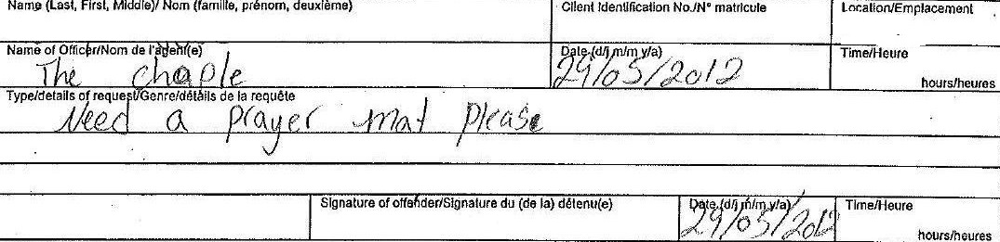 Name (Last, First, Middle)/ Nom (famille, prénom, deuxième) Client Identification No./N° matricule Location/Emplacement
Name of Officer/Nom de l'agent(e) Date (d/j m/m y/a) Time/Heure
The chaple 29/05/2012 hours/heures
Type/details of request/Genre/détails de la requête
Need a prayer mat please
Signature of offender/Signature du (de la) détenu(e) Date (d/j m/m y/a) Time/Heure
29/05/2012 hours/heures